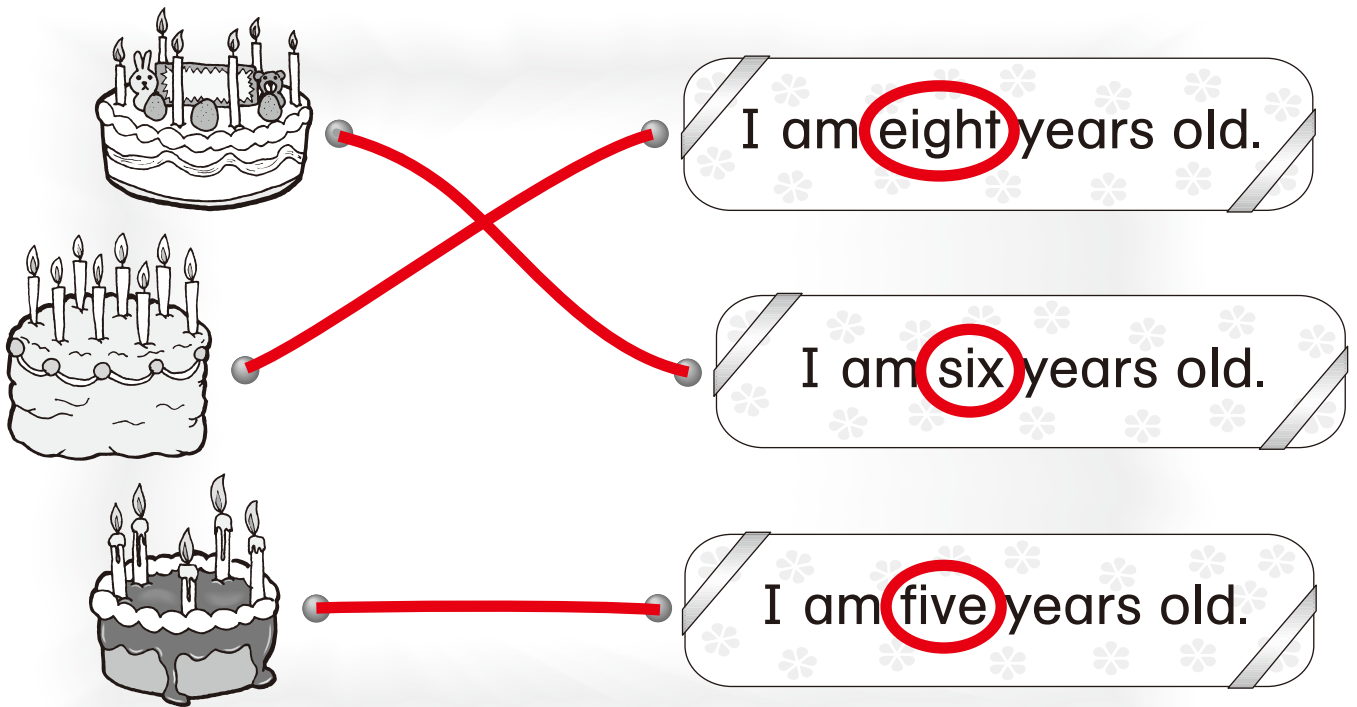 I am eight years old.
I am six years old.
I am five years old.